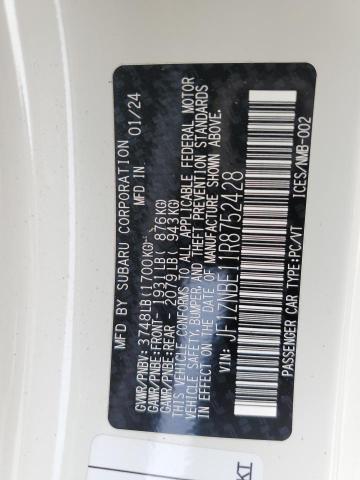 MFD BY SUBARU CORPORATION
MFD IN 01/24
GVWR/PNBV: 3748LB(1700KG)
GAWR/PNBE:FRONT- 1931LB( 876KG)
GAWR/PNBE:REAR- 2079LB( 943KG)
THIS VEHICLE CONFORMS TO ALL APPLICABLE FEDERAL MOTOR
VEHICLE SAFETY, BUMPER, AND THEFT PREVENTION STANDARDS
IN EFFECT ON THE DATE OF MANUFACTURE SHOWN ABOVE.
VIN: JF1ZNBE11R8752428
PASSENGER CAR TYPE:PC/VT
ICES/NMB-002